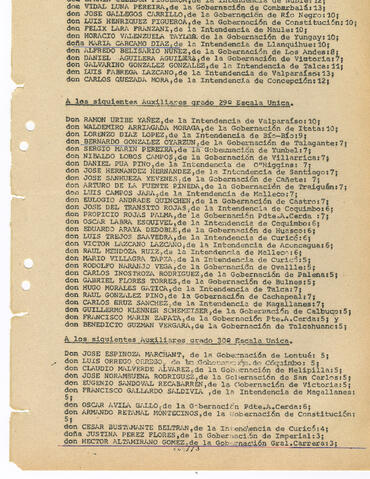 don VIDAL LUNA PERREIRA, de la Gobernación de Combarbalá: 13;
don JOSE GALLEGOS CARRILLO, de la Gobernación de Río Negro: 10;
don LUIS HENRIQUEZ FIGUEROA, de la Gobernación de Constitución: 10;
don FELIX LARA FRANZANI, de la Intendencia de Maule: 10;
don HORACIO VALENZUELA TAYLOR, de la Gobernación de Yungay: 10;
doña MARIA CARCAMO DIAZ, de la Intendencia de Llanquihue: 10;
don ALFREDO BELISARIO NUÑEZ, de la Gobernación de Los Andes: 8
don DANIEL AGUILERA AGUILERA, de la Gobernación de Victoria: 7;
don GALVARINO GONZALEZ GONZALEZ, de la Intendencia de Talca: 11;
don LUIS FABREGA LAZCANO, de la Intendencia de Valparaíso: 13;
don CARLOS QUEZADA MORA, de la Intendencia de Concepción: 12;
A los siguientes Auxiliares grado 29º Escala Unica.
Don RAMON URIBE YAÑEZ, de la Intendencia de Valparaíso: 10;
don WALDEMIRO ARRIAGADA MORAGA, de la Gobernación de Itata: 10;
don LORENZO DIAZ LOPEZ, de la Intendencia de Bío-Bío: 9;
don BERNARDO GONZALEZ OYARZUN, de la Gobernación de Talagante: 7;
don SERGIO MARIN PEREIRA, de la Gobernación de Yumbel: 7;
don NIBALDO LOBOS CAMPOS, de la Gobernación de Villarrica: 7;
don DANIEL PUA PINO, de la Intendencia de O'Higgins: 7;
don JOSE HERNANDEZ HERNANDEZ, de la Intendencia de Santiago: 7;
don JOSE SANHUEZA YEVENES, de la Gobernación de Cañete: 7;
don ARTURO DE LA FUENTE PINEDA, de la Gobernación de Traiguén: 7;
don LUIS CAMPOS JARA, de la Intendencia de Malleco: 7;
don EULOGIO ANDRADE QUINCHEN, de la Gobernación de Castro: 7;
don JOSE DEL TRANSITO ROJAS, de la Intendencia de Coquimbo: 6;
don PROPICIO ROJAS PALMA, de la Gobernación Pdte. A. Cerda: 7;
don OSCAR LABRA ESQUIVEL, de la Intendencia de Coquimbo: 6;
don EDUARDO ARAYA DEDOBLE, de la Gobernación de Huasco: 6;
don LUIS TREJOS SAAVEDRA, de la Intendencia de Curicó: 6;
don VICTOR LAZCANO LAZCANO, de la Intendencia de Aconcagua: 6;
don RAUL MENDOZA RUIZ, de la Intendencia de Malleco: 6;
don MARIO VILLAGRA TAPIA, de la Intendencia de Curicó: 5;
don RODOLFO NARANJO VEGA, de la Gobernación de Ovalle: 5;
don CARLOS INOSTROZA RODRIGUEZ, de la Gobernación de Palena: 5;
don GABRIEL FLORES TORRES, de la Gobernación de Bulnes: 5;
don HUGO MORALES GATICA, de la Intendencia de Talca: 7;
don RAUL GONZALEZ PINO, de la Gobernación de Cachapoal: 7;
don CARLOS ERUZ SANCHEZ, de la Intendencia de Magallanes: 7;
don GUILLERMO KLENNER SCHEMETSER, de la Gobernación de Calbuco: 5;
don FRANCISCO MARIN ZAPATA, de la Gobernación Pte. A. Cerda: 5; y
don BENEDICTO GUZMAN VERGARA, de la Gobernación de Talcahuano: 5;
A los siguientes Auxiliares grado 30º Escala Unica.
Don JOSE ESPINOZA MARCHANT, de la Gobernación de Lontué: 5;
don LUIS ORREGO de la Gobernación de Coquimbo: 5;
don CLAUDIO MALVERDE ALVAREZ, de la Gobernación de Melipilla: 5;
don JOSE NORAMBUENA RODRIGUEZ, de la Gobernación de San Carlos: 5;
don EUGENIO SANDOVAL RECABARREN, de la Gobernación de Victoria: 5;
don FRANCISCO GALLARDO SALDIVIA, de la Intendencia de Magallanes:
5;
don OSCAR AVILA GALLO, de la Gobernación Pdte. A. Cerda: 6;
don ARMANDO RETAMAL MONTECINOS, de la Gobernación de Constitución:
5;
don CESAR BUSTAMANTE BELTRAN, de la Intendencia de Curicó: 4;
doña JUSTINA PEREZ FLORES, de la Gobernación de Imperial: 3;
don HECTOR ALTAMIRANO GOMEZ, de la Gobernación Gral. Carrera: 3;